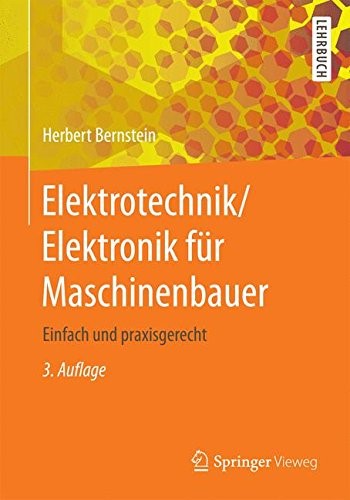 LEHRBUCH
Herbert Bernstein
Elektrotechnik/
Elektronik für
Maschinenbauer
Einfach und praxisgerecht
3. Auflage
Springer Vieweg